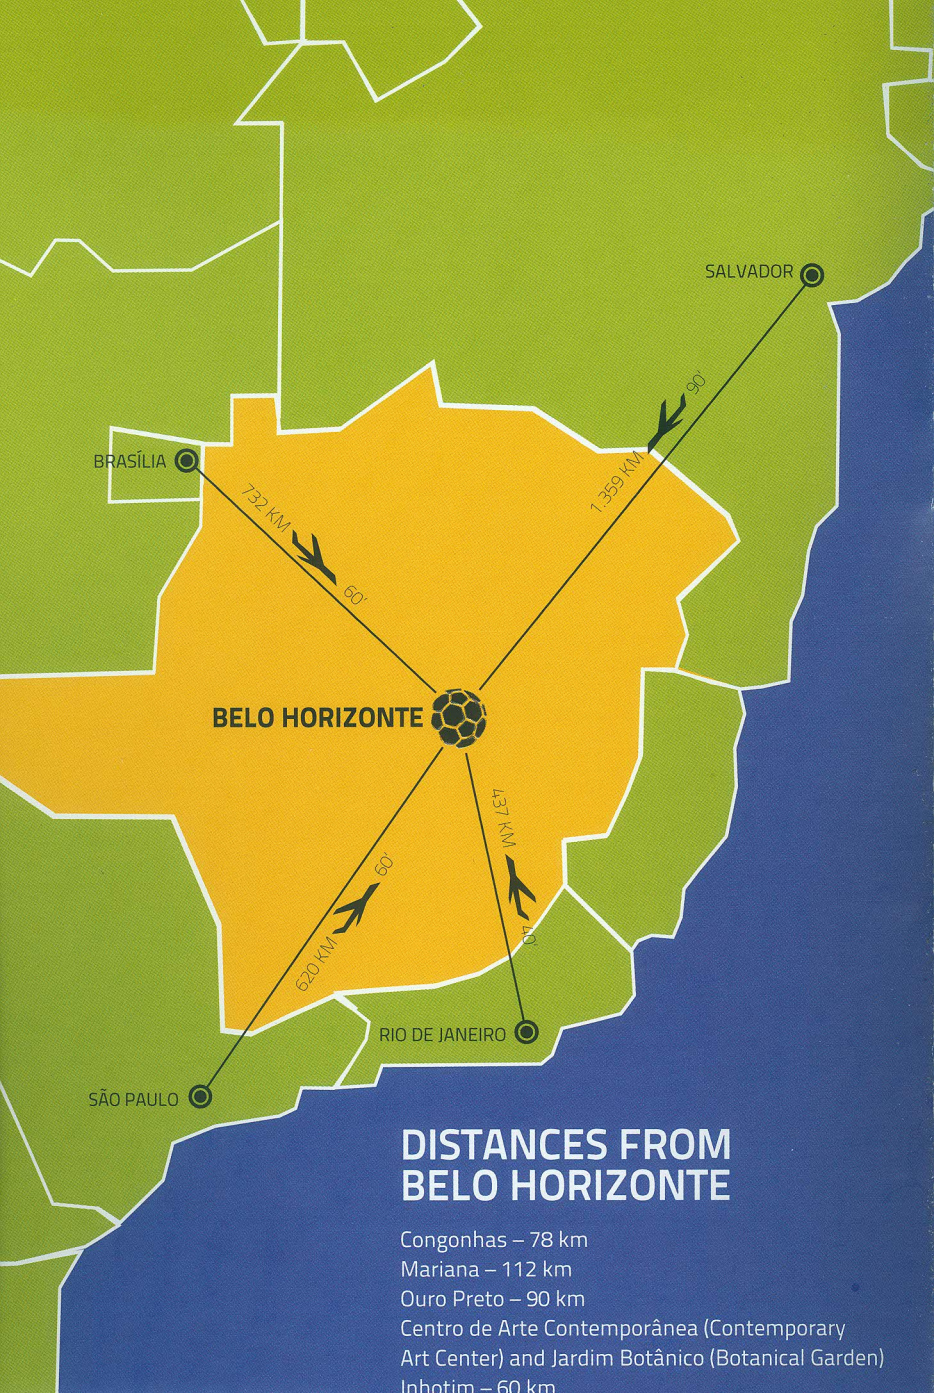 SALVADOR
90'
1.359 KM
BRASÍLIA
732 KM
60'
BELO HORIZONTE
437 KM
40'
60'
620 KM
RIO DE JANEIRO
SÃO PAULO
DISTANCES FROM
BELO HORIZONTE
Congonhas – 78 km
Mariana – 112 km
Ouro Preto – 90 km
Centro de Arte Contemporânea (Contemporary
Art Center) and Jardim Botânico (Botanical Garden)
Inhotim – 60 km